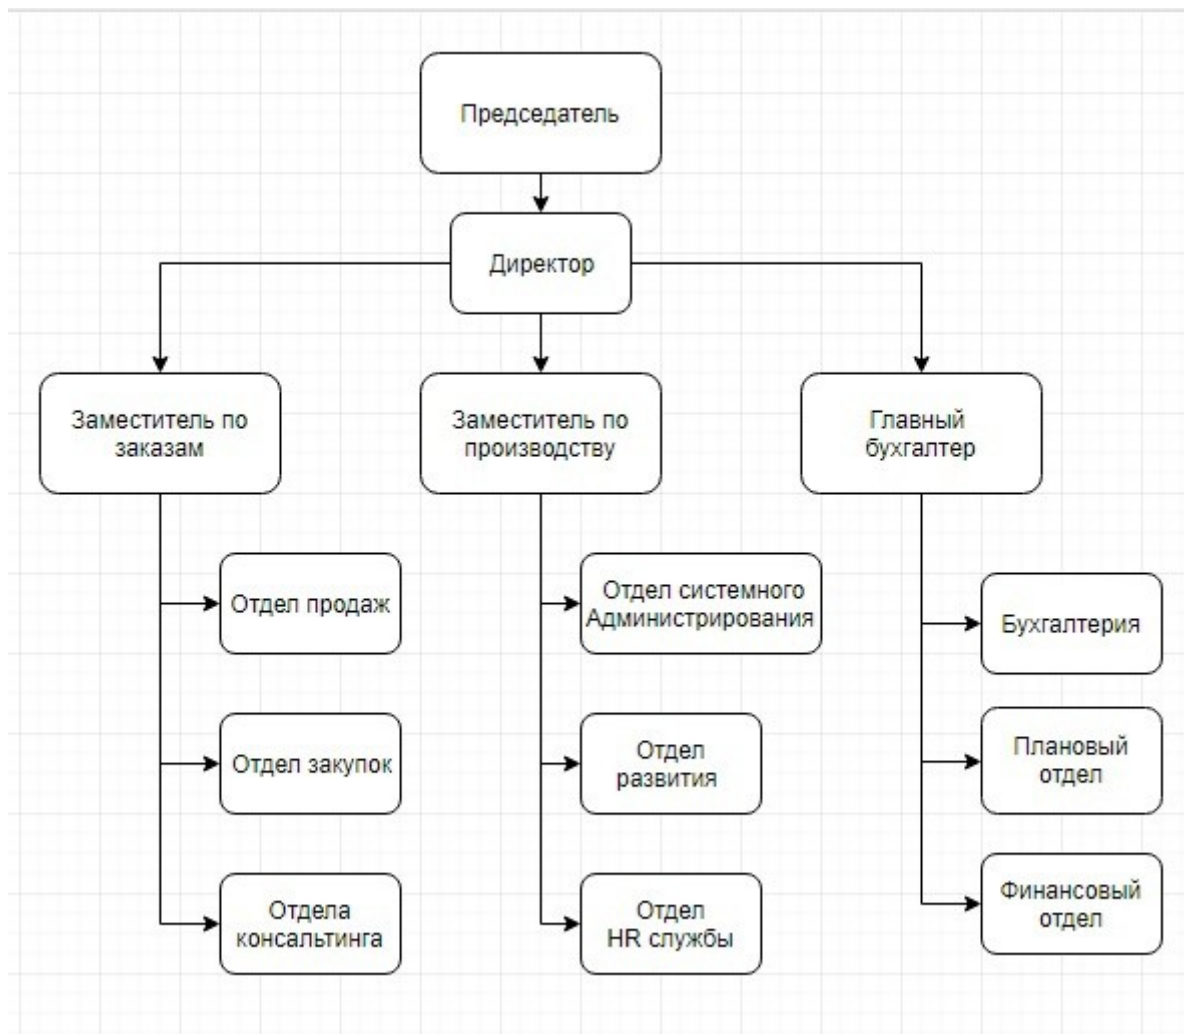 Председатель
Директор
Заместитель по
заказам
Заместитель по
производству
Главный
бухгалтер
Отдел продаж
Отдел закупок
Отдела
консальтинга
Отдел системного
Администрирования
Отдел
развития
Отдел
HR службы
Бухгалтерия
Плановый
отдел
Финансовый
отдел